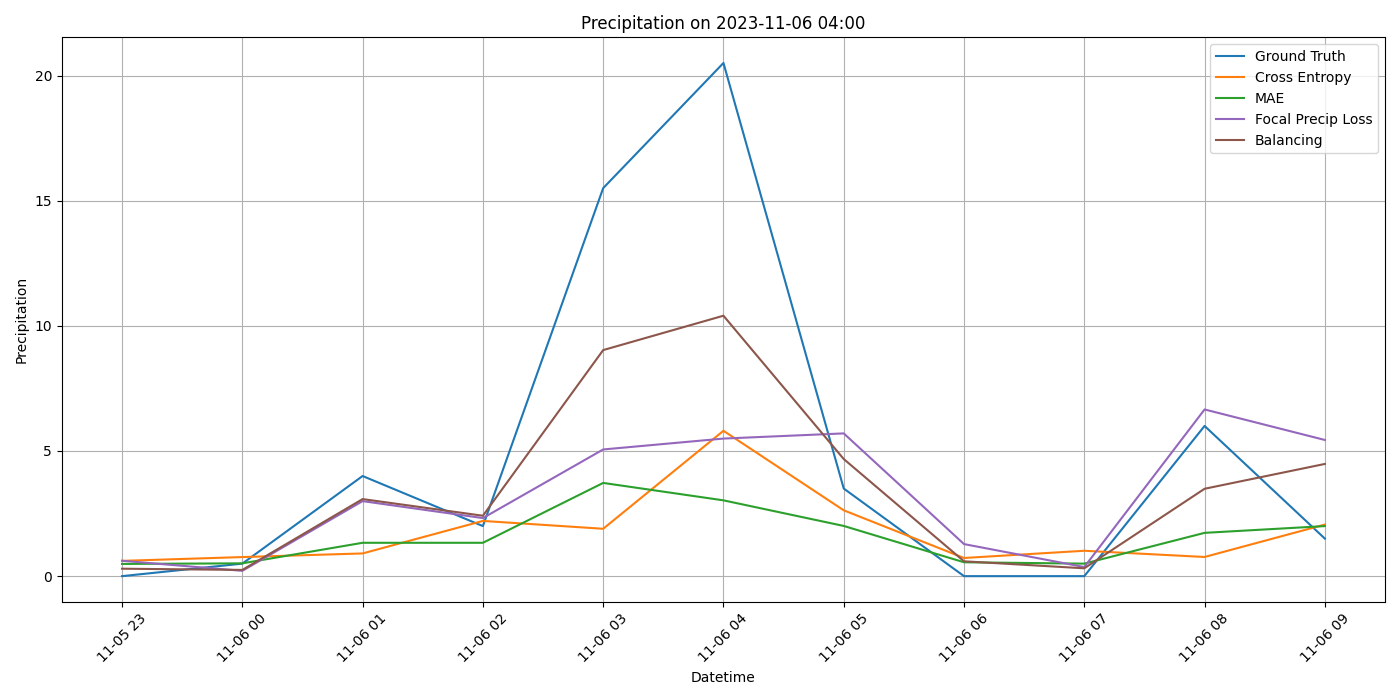 Precipitation on 2023-11-06 04:00
Ground Truth
Cross Entropy
MAE
Focal Precip Loss
Balancing
Precipitation
20
15
10
5
0
11-05 23
11-06 00
11-06 01
11-06 02
11-06 03
11-06 04
11-06 05
11-06 06
11-06 07
11-06 08
11-06 09
Datetime